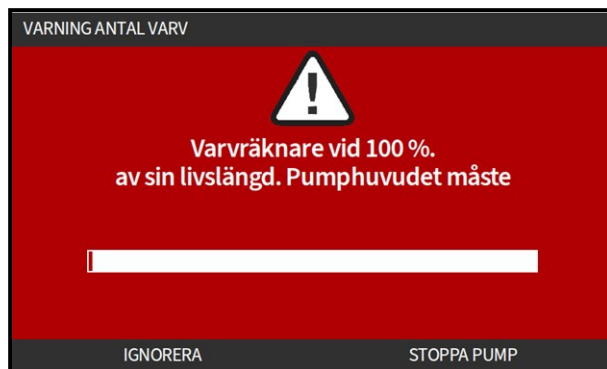 VARNING ANTAL VARV
!
Varvräknare vid 100 %.
av sin livslängd. Pumphuvudet måste
IGNORERA STOPPA PUMP